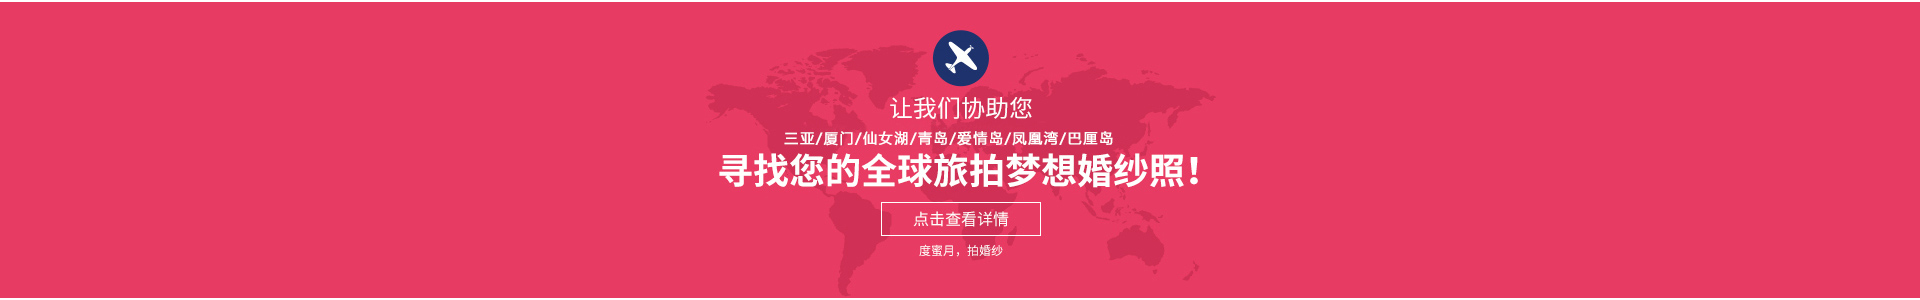 让我们协助您
三亚/厦门/仙女湖/青岛/爱情岛/凤凰湾/巴厘岛
寻找您的全球旅拍梦想婚纱照！
点击查看详情
度蜜月，拍婚纱